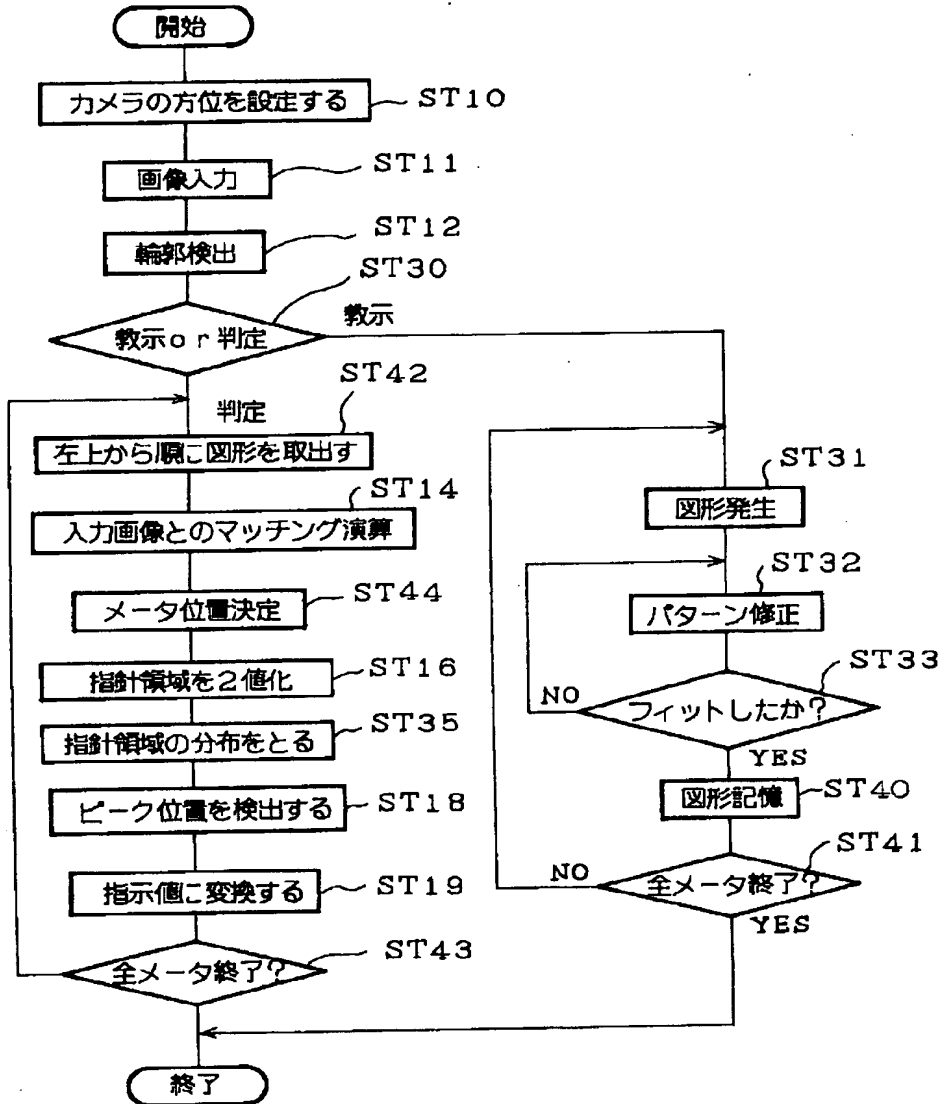 開始
カメラの方位を設定する
ST10
画像入力
ST11
輪郭検出
ST12
ST30
教示or判定
教示
判定
ST42
左上から順に図形を取出す
ST14
入力画像とのマッチング演算
メータ位置決定
ST44
指針領域を2値化
ST16
指針領域の分布をとる
ST35
ピーク位置を検出する
ST18
指示値に変換する
ST19
全メータ終了?
ST43
終了
ST31
図形発生
ST32
パターン修正
ST33
フィットしたか?
NO
YES
図形記憶
ST40
ST41
全メータ終了?
NO
YES